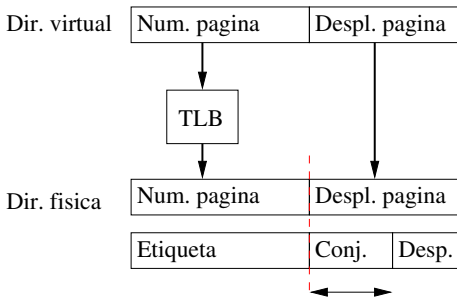 Dir. virtual Num. pagina Despl. pagina
TLB
Dir. fisica Num. pagina Despl. pagina
Etiqueta Conj. Desp.